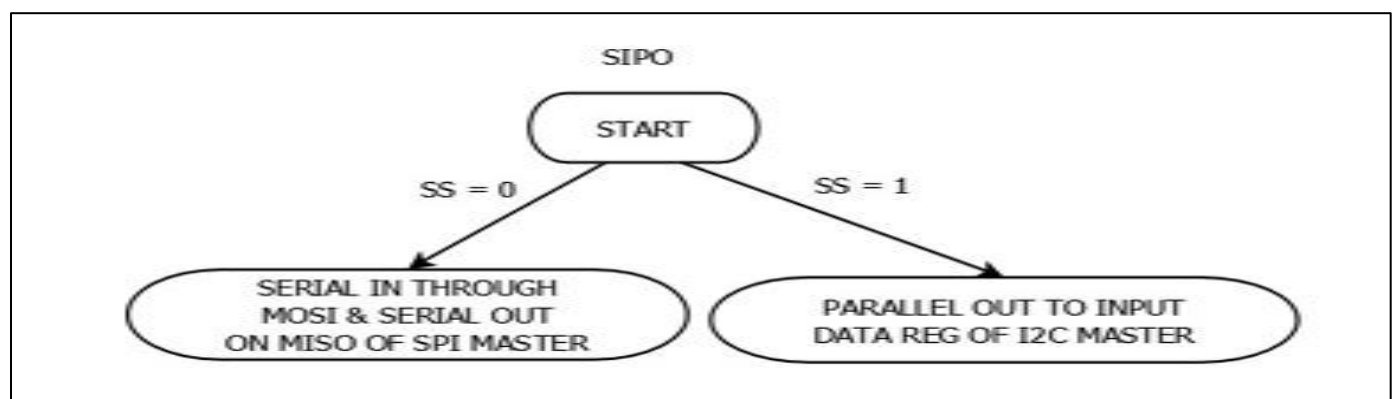 SIPO
START
SS = 0
SS = 1
SERIAL IN THROUGH
MOSI & SERIAL OUT
ON MISO OF SPI MASTER
PARALLEL OUT TO INPUT
DATA REG OF I2C MASTER